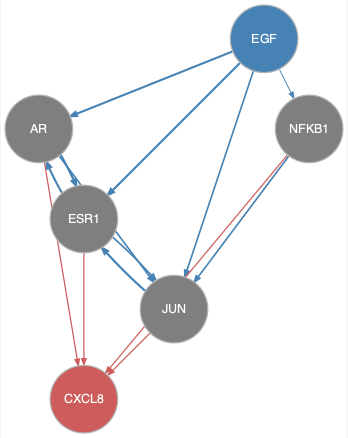 EGF
AR
NFKB1
ESR1
JUN
CXCL8